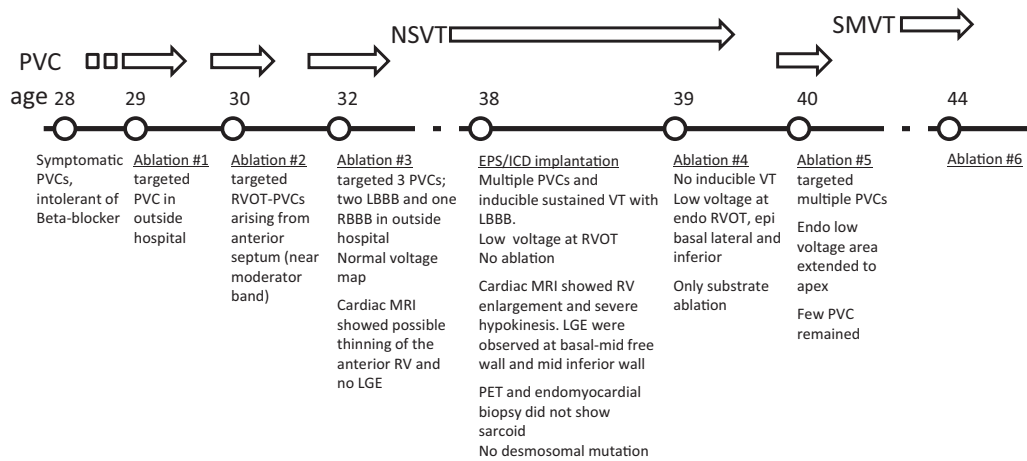 NSVT
SMVT
PVC
age 28 29 30 32 38 39 40 44
Symptomatic
PVCs,
intolerant of
Beta-blocker
Ablation #1
targeted
PVC in
outside
hospital
Ablation #2
targeted
RVOT-PVCs
arising from
anterior
septum (near
moderator
band)
Ablation #3
targeted 3 PVCs;
two LBBB and one
RBBB in outside
hospital
Normal voltage
map
Cardiac MRI
showed possible
thinning of the
anterior RV and
no LGE
EPS/ICD implantation
Multiple PVCs and
inducible sustained VT with
LBBB.
Low voltage at RVOT
No ablation
Cardiac MRI showed RV
enlargement and severe
hypokinesis. LGE were
observed at basal-mid free
wall and mid inferior wall
PET and endomyocardial
biopsy did not show
sarcoid
No desmosomal mutation
Ablation #4
No inducible VT
Low voltage at
endo RVOT, epi
basal lateral and
inferior
Only substrate
ablation
Ablation #5
targeted
multiple PVCs
Endo low
voltage area
extended to
apex
Few PVC
remained
Ablation #6